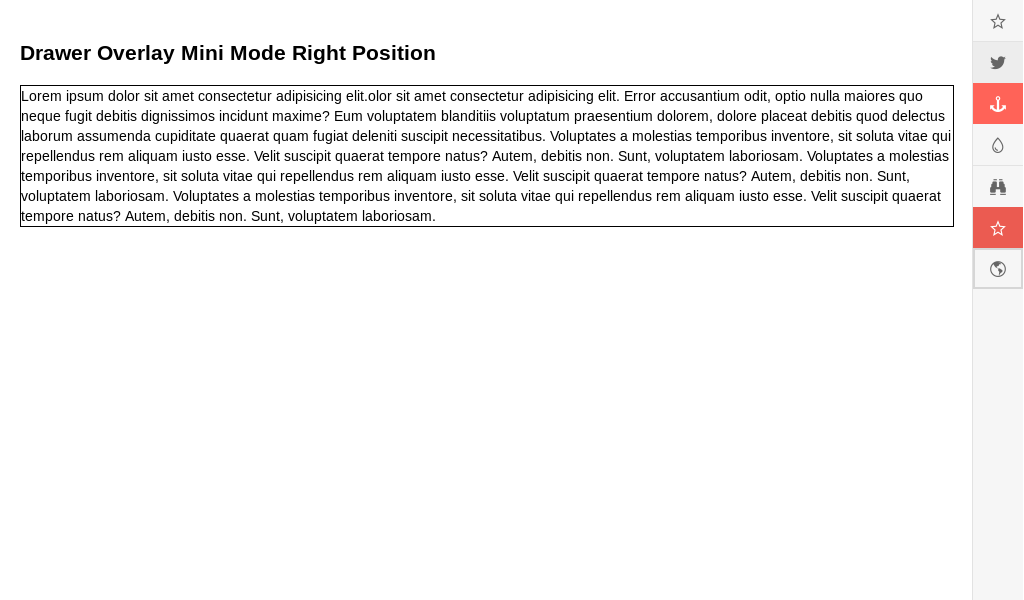 Drawer Overlay Mini Mode Right Position
Lorem ipsum dolor sit amet consectetur adipisicing elit.olor sit amet consectetur adipisicing elit. Error accusantium odit, optio nulla maiores quo
neque fugit debitis dignissimos incidunt maxime? Eum voluptatem blanditiis voluptatum praesentium dolorem, dolore placeat debitis quod delectus
laborum assumenda cupiditate quaerat quam fugiat deleniti suscipit necessitatibus. Voluptates a molestias temporibus inventore, sit soluta vitae qui
repellendus rem aliquam iusto esse. Velit suscipit quaerat tempore natus? Autem, debitis non. Sunt, voluptatem laboriosam. Voluptates a molestias
temporibus inventore, sit soluta vitae qui repellendus rem aliquam iusto esse. Velit suscipit quaerat tempore natus? Autem, debitis non. Sunt,
voluptatem laboriosam. Voluptates a molestias temporibus inventore, sit soluta vitae qui repellendus rem aliquam iusto esse. Velit suscipit quaerat
tempore natus? Autem, debitis non. Sunt, voluptatem laboriosam.